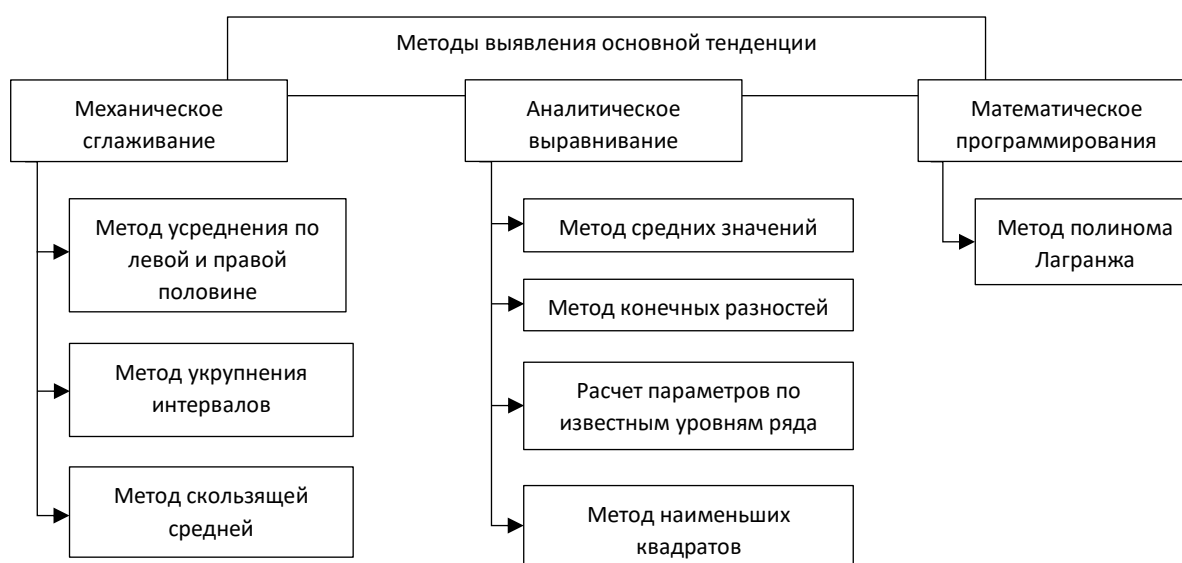 Методы выявления основной тенденции
Механическое
сглаживание
Аналитическое
выравнивание
Математическое
программирования
Метод усреднения по
левой и правой
половине
Метод укрупнения
интервалов
Метод скользящей
средней
Метод средних значений
Метод конечных разностей
Расчет параметров по
известным уровням ряда
Метод наименьших
квадратов
Метод полинома
Лагранжа